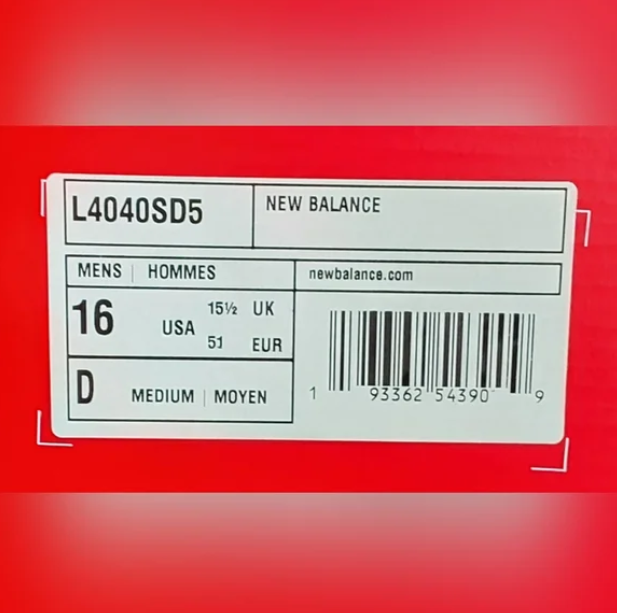 L4040SD5
NEW BALANCE
MENS | HOMMES
newbalance.com
16 USA 15½ UK
51 EUR
D MEDIUM | MOYEN
1 93362 54390 9